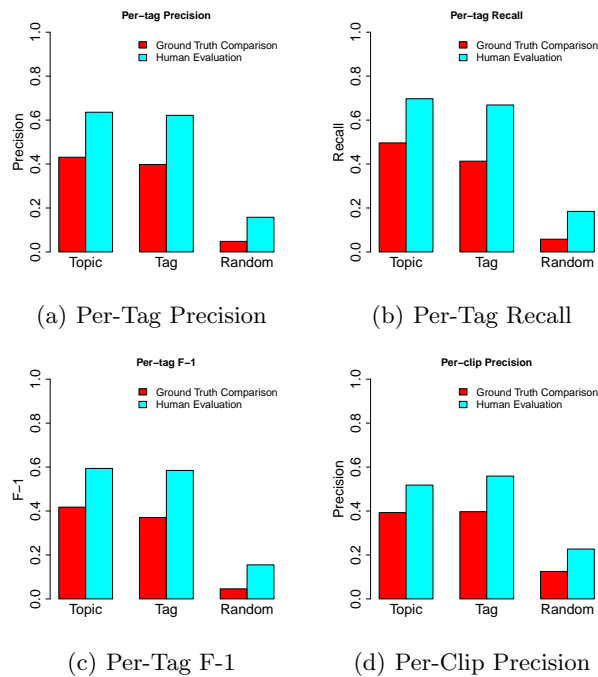 Per-tag Precision
Ground Truth Comparison
Human Evaluation
Precision
0.0 0.2 0.4 0.6 0.8 1.0
Topic Tag Random
(a) Per-Tag Precision
Per-tag Recall
Ground Truth Comparison
Human Evaluation
Recall
0.0 0.2 0.4 0.6 0.8 1.0
Topic Tag Random
(b) Per-Tag Recall
Per-tag F−1
Ground Truth Comparison
Human Evaluation
F−1
0.0 0.2 0.4 0.6 0.8 1.0
Topic Tag Random
(c) Per-Tag F-1
Per-clip Precision
Ground Truth Comparison
Human Evaluation
Precision
0.0 0.2 0.4 0.6 0.8 1.0
Topic Tag Random
(d) Per-Clip Precision